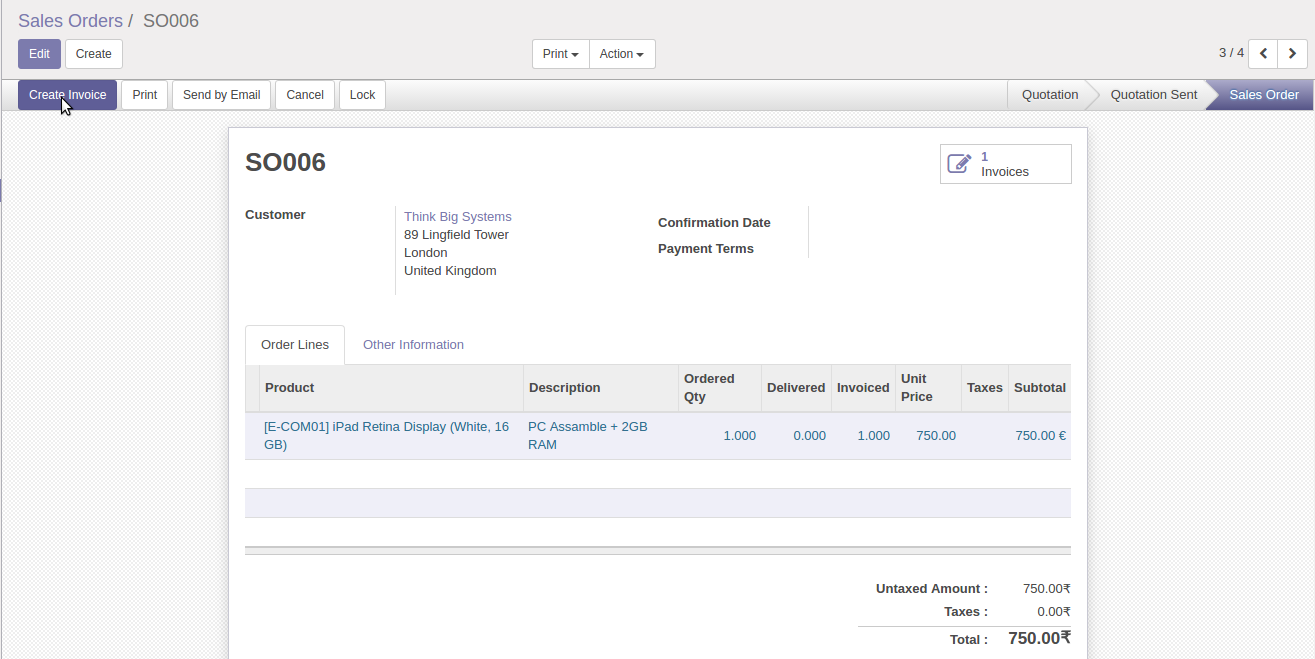 Sales Orders / SO006
Edit Create Print Action 3 / 4
Create Invoice Print Send by Email Cancel Lock Quotation Quotation Sent Sales Order
SO006
1
Invoices
Customer
Think Big Systems
89 Lingfield Tower
London
United Kingdom
Confirmation Date
Payment Terms
Order Lines Other Information
Product Description Ordered Qty Delivered Invoiced Unit Price Taxes Subtotal
[E-COM01] iPad Retina Display (White, 16
GB)
PC Assamble + 2GB
RAM
1.000 0.000 1.000 750.00 750.00 €
Untaxed Amount : 750.00₹
Taxes : 0.00₹
Total : 750.00₹